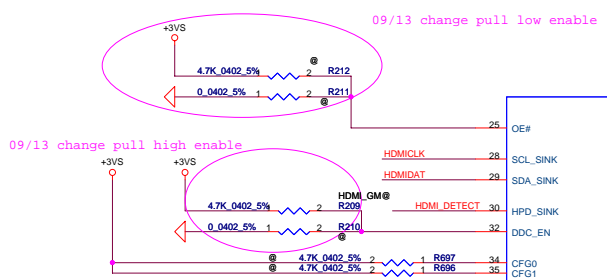 09/13 change pull low enable
+3VS
@
4.7K_0402_5% 1 2 R212
0_0402_5% 1 2 R211
@
25 OE#
09/13 change pull high enable
+3VS +3VS
HDMICLK 28 SCL_SINK
HDMIDAT 29 SDA_SINK
HDMI_GM@
4.7K_0402_5% 1 2 R209
HDMI_DETECT 30 HPD_SINK
0_0402_5% 1 2 R210
32 DDC_EN
@
@ 4.7K_0402_5% 1 2 R697 34 CFG0
@ 4.7K_0402_5% 1 2 R696 35 CFG1